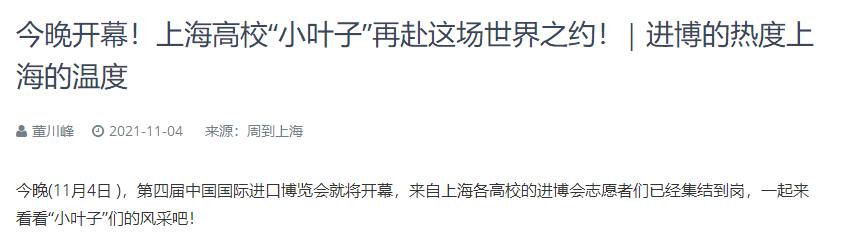 今晚开幕！上海高校“小叶子”再赴这场世界之约！| 进博的热度上
海的温度
董川峰 2021-11-04 来源：周到上海
今晚(11月4日 )，第四届中国国际进口博览会就将开幕，来自上海各高校的进博会志愿者们已经集结到岗，一起来
看看“小叶子”们的风采吧！